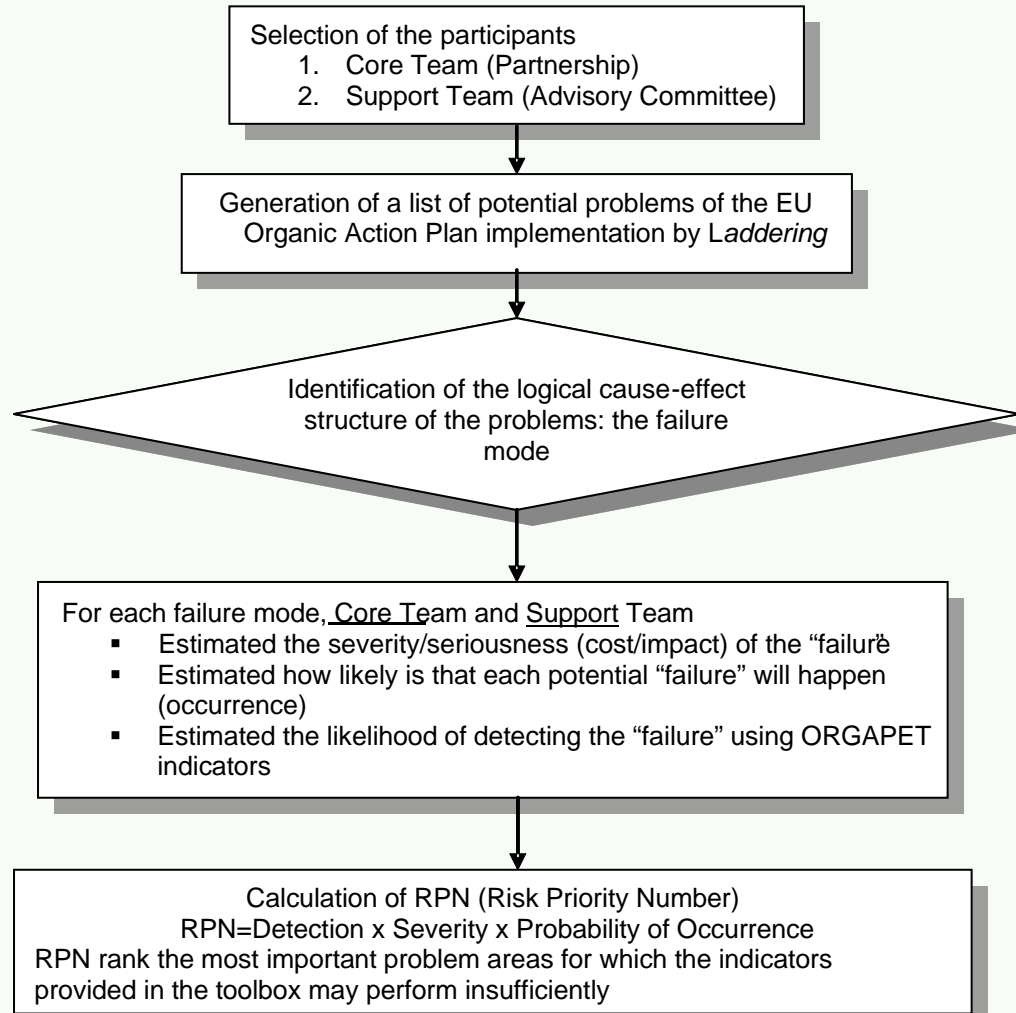 Selection of the participants
1. Core Team (Partnership)
2. Support Team (Advisory Committee)
Generation of a list of potential problems of the EU
Organic Action Plan implementation by Laddering
Identification of the logical cause-effect
structure of the problems: the failure
mode
For each failure mode, Core Team and Support Team
▪ Estimated the severity/seriousness (cost/impact) of the “failure”
▪ Estimated how likely is that each potential “failure” will happen
(occurrence)
▪ Estimated the likelihood of detecting the “failure” using ORGAPET
indicators
Calculation of RPN (Risk Priority Number)
RPN=Detection x Severity x Probability of Occurrence
RPN rank the most important problem areas for which the indicators
provided in the toolbox may perform insufficiently